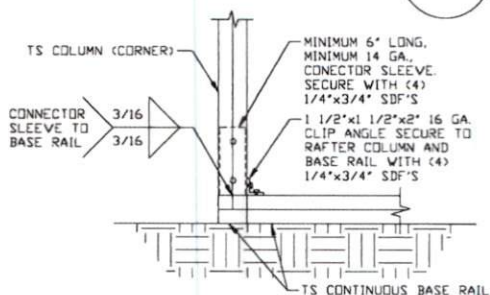 TS COLUMN (CORNER)
MINIMUM 6" LONG,
MINIMUM 14 GA.,
CONECTOR SLEEVE.
SECURE WITH (4)
1/4"x3/4" SDF'S
CONNECTOR
SLEEVE TO
BASE RAIL
3/16
3/16
1 1/2"x1 1/2"x2" 16 GA.
CLIP ANGLE SECURE TO
RAFTER COLUMN AND
BASE RAIL WITH (4)
1/4"x3/4" SDF'S
TS CONTINUOUS BASE RAIL